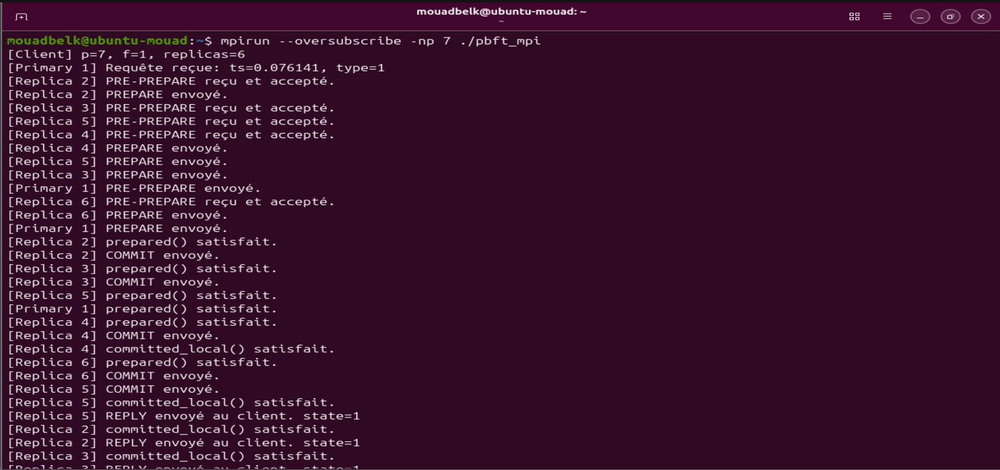 mouadbelk@ubuntu-mouad: ~
~
mouadbelk@ubuntu-mouad:~$ mpirun --oversubscribe -np 7 ./pbft_mpi
[Client] p=7, f=1, replicas=6
[Primary 1] Requête reçue: ts=0.076141, type=1
[Replica 2] PRE-PREPARE reçu et accepté.
[Replica 2] PREPARE envoyé.
[Replica 3] PRE-PREPARE reçu et accepté.
[Replica 5] PRE-PREPARE reçu et accepté.
[Replica 4] PRE-PREPARE reçu et accepté.
[Replica 4] PREPARE envoyé.
[Replica 5] PREPARE envoyé.
[Replica 3] PREPARE envoyé.
[Primary 1] PRE-PREPARE envoyé.
[Replica 6] PRE-PREPARE reçu et accepté.
[Replica 6] PREPARE envoyé.
[Primary 1] PREPARE envoyé.
[Replica 2] prepared() satisfait.
[Replica 2] COMMIT envoyé.
[Replica 3] prepared() satisfait.
[Replica 3] COMMIT envoyé.
[Replica 5] prepared() satisfait.
[Primary 1] prepared() satisfait.
[Replica 4] prepared() satisfait.
[Replica 4] COMMIT envoyé.
[Replica 4] committed_local() satisfait.
[Replica 6] prepared() satisfait.
[Replica 6] COMMIT envoyé.
[Replica 5] COMMIT envoyé.
[Replica 5] committed_local() satisfait.
[Replica 5] REPLY envoyé au client. state=1
[Replica 2] committed_local() satisfait.
[Replica 2] REPLY envoyé au client. state=1
[Replica 3] committed_local() satisfait.
[Replica 3] REPLY envoyé au client. state=1